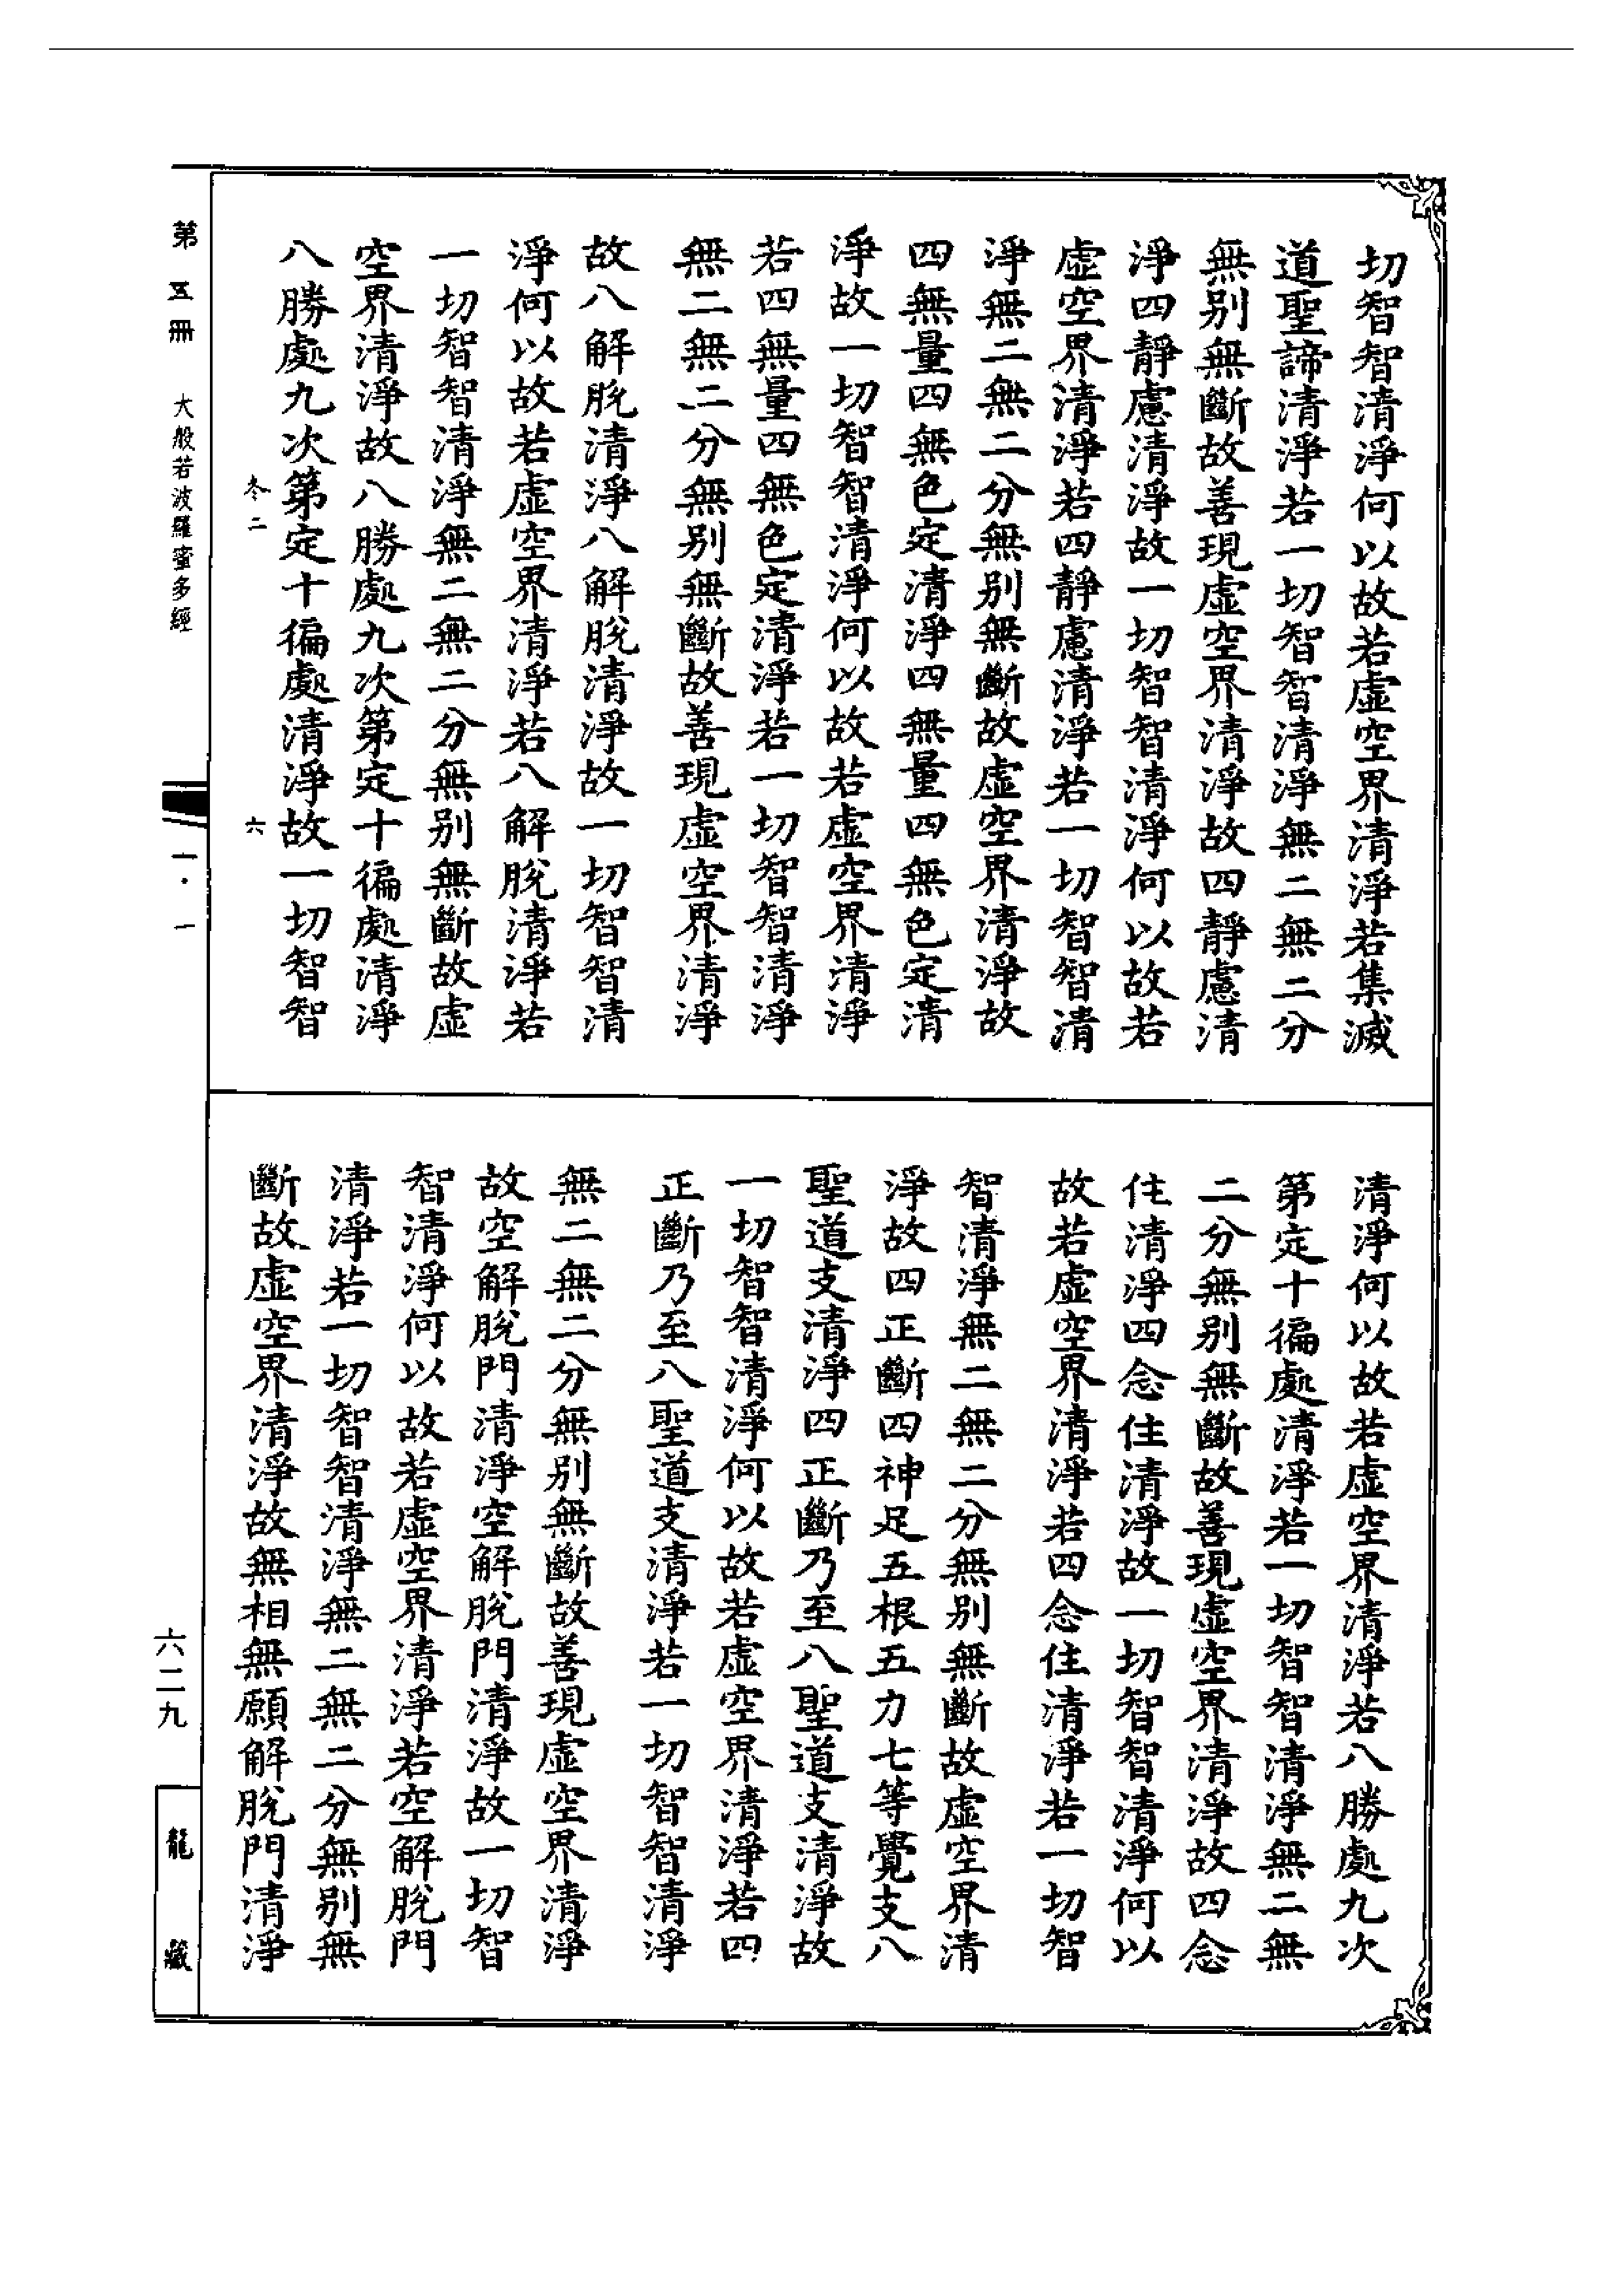 切智智清淨何以故若虛空界清淨若集滅
道聖諦清淨若一切智智清淨無二無二分
無别無斷故善現虛空界清淨故四靜慮清
淨四靜慮清淨故一切智智清淨何以故若
虛空界清淨若四靜慮清淨若一切智智清
淨無二無二分無别無斷故虛空界清淨故
四無量四無色定清淨四無量四無色定清
淨故一切智智清淨何以故若虛空界清淨
若四無量四無色定清淨若一切智智清淨
無二無二分無别無斷故善現虛空界清淨
故八解脫清淨八解脫清淨故一切智智清
淨何以故若虛空界清淨若八解脫清淨若
一切智智清淨無二無二分無别無斷故虛
空界清淨故八勝處九次第定十徧處清淨
八勝處九次第定十徧處清淨故一切智智
冬二 六
清淨何以故若虛空界清淨若八勝處九次
第定十徧處清淨若一切智智清淨無二無
二分無别無斷故善現虛空界清淨故四念
住清淨四念住清淨故一切智智清淨何以
故若虛空界清淨若四念住清淨若一切智
智清淨無二無二分無别無斷故虛空界清
淨故四正斷四神足五根五力七等覺支八
聖道支清淨四正斷乃至八聖道支清淨故
一切智智清淨何以故若虛空界清淨若四
正斷乃至八聖道支清淨若一切智智清淨
無二無二分無别無斷故善現虛空界清淨
故空解脫門清淨空解脫門清淨故一切智
智清淨何以故若虛空界清淨若空解脫門
清淨若一切智智清淨無二無二分無别無
斷故虛空界清淨故無相無願解脫門清淨
第五冊 大般若波羅蜜多經 一·一
六二九
龍藏